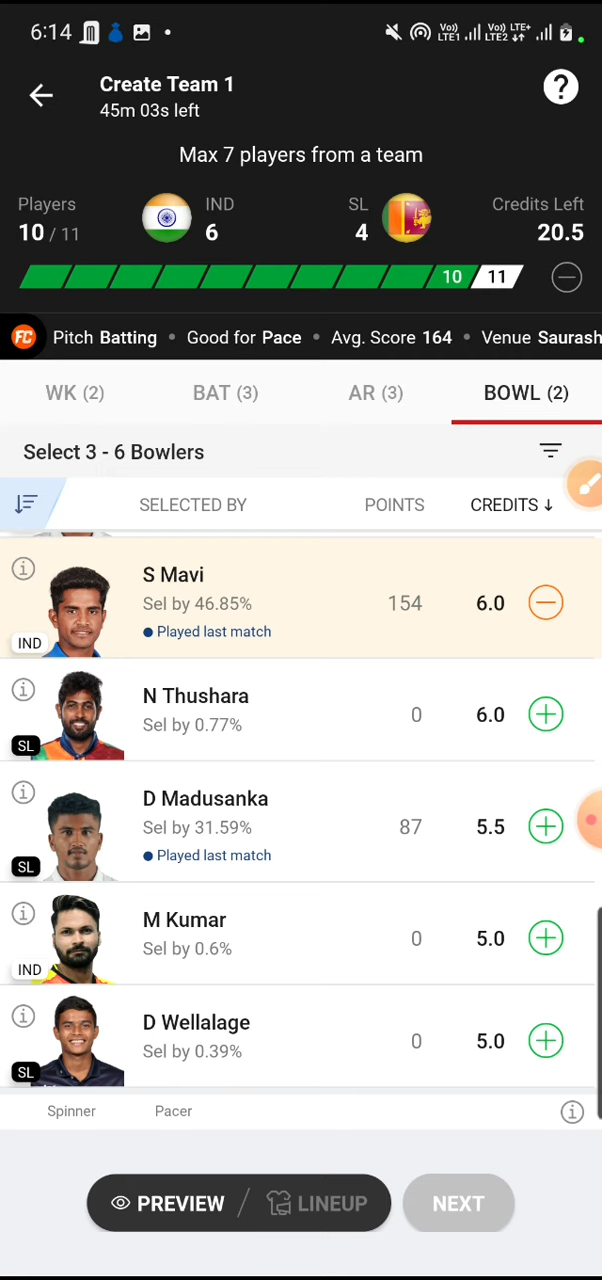 6:14 Vo) LTE1 Vo) LTE+ LTE2
Create Team 1
45m 03s left
?
Max 7 players from a team
Players IND SL Credits Left
10 / 11 6 4 20.5
10 11
FC Pitch Batting • Good for Pace • Avg. Score 164 • Venue Saurash
WK (2) BAT (3) AR (3) BOWL (2)
Select 3 - 6 Bowlers
SELECTED BY POINTS CREDITS ↓
S Mavi
Sel by 46.85% 154 6.0
Played last match
IND
N Thushara
Sel by 0.77% 0 6.0
SL
D Madusanka
Sel by 31.59% 87 5.5
Played last match
SL
M Kumar
Sel by 0.6% 0 5.0
IND
D Wellalage
Sel by 0.39% 0 5.0
SL
Spinner Pacer
PREVIEW / LINEUP NEXT